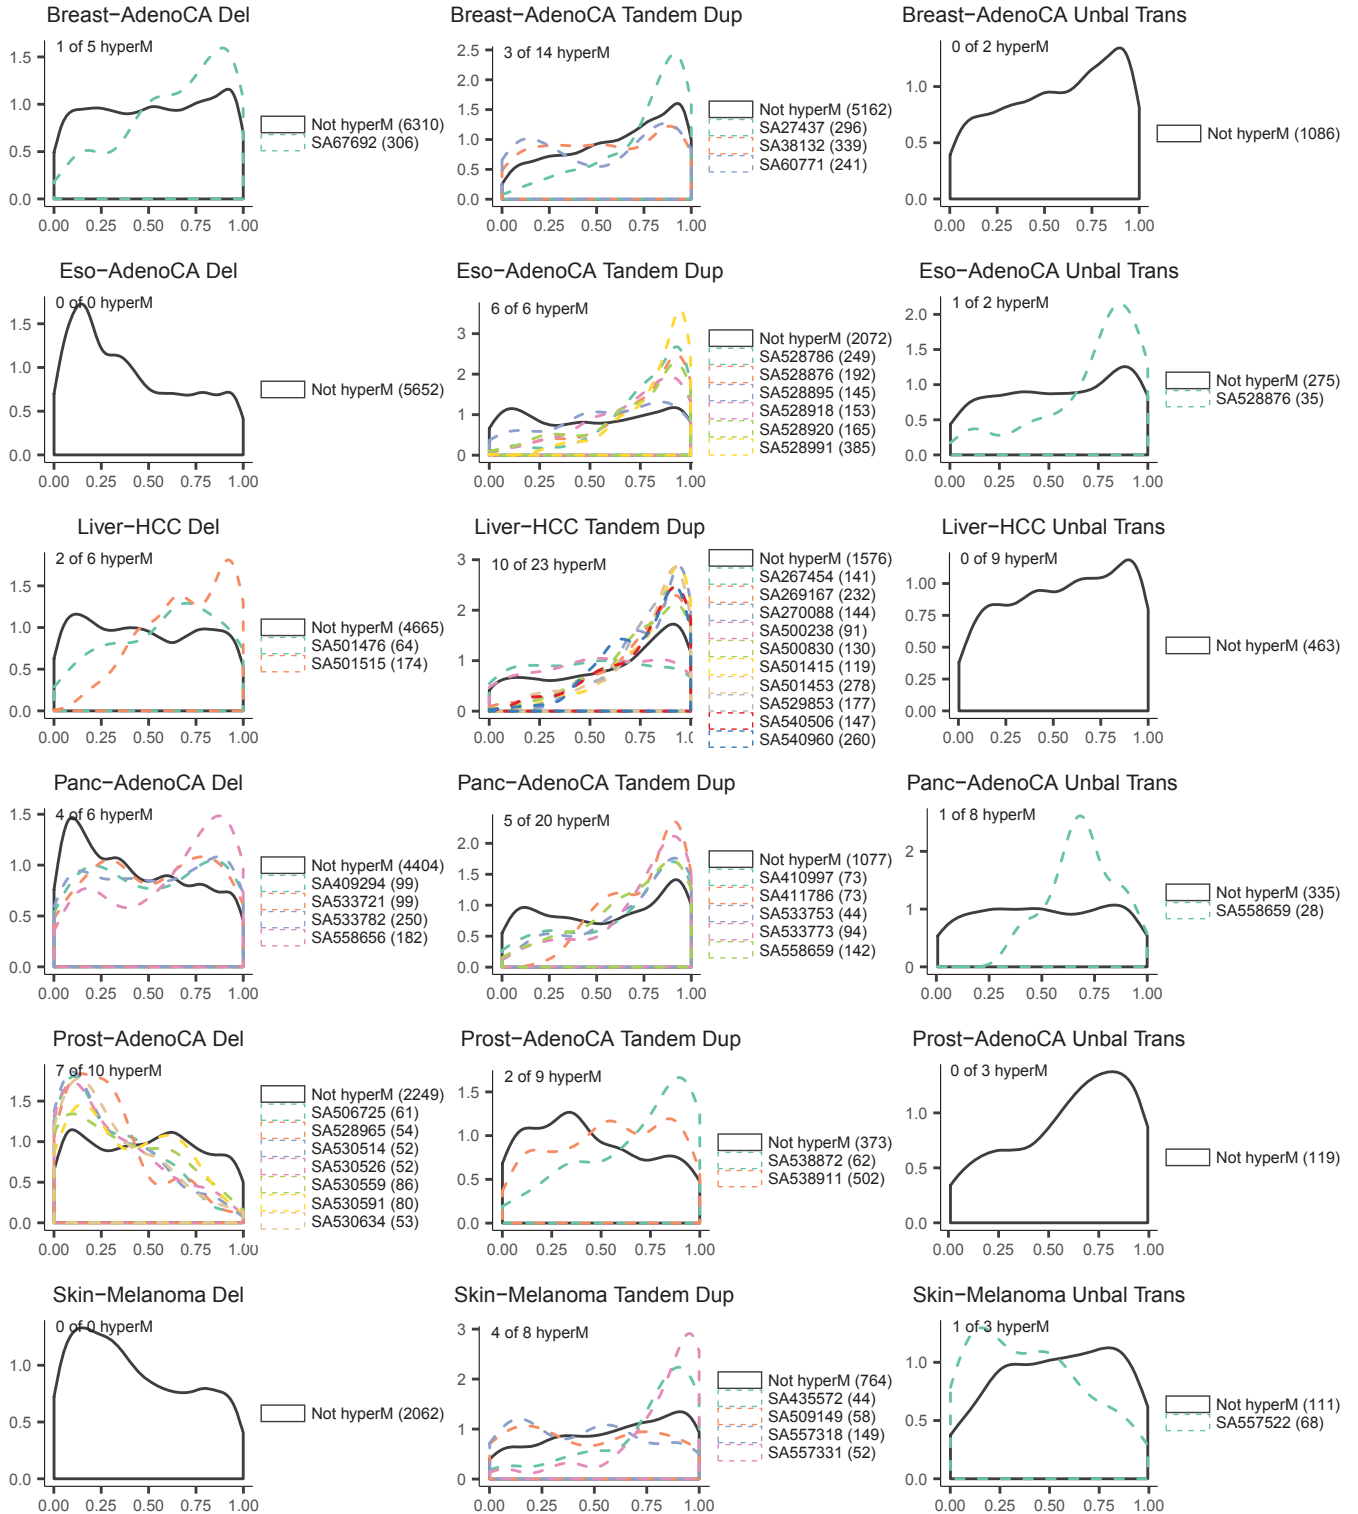 Breast−AdenoCA Del
1 of 5 hyperM
1.5
1.0
0.5
0.0
0.00 0.25 0.50 0.75 1.00
Not hyperM (6310)
SA67692 (306)
Breast−AdenoCA Tandem Dup
3 of 14 hyperM
2.5
2.0
1.5
1.0
0.5
0.0
0.00 0.25 0.50 0.75 1.00
Not hyperM (5162)
SA27437 (296)
SA38132 (339)
SA60771 (241)
Breast−AdenoCA Unbal Trans
0 of 2 hyperM
1.0
0.5
0.0
0.00 0.25 0.50 0.75 1.00
Not hyperM (1086)
Eso−AdenoCA Del
0 of 0 hyperM
1.5
1.0
0.5
0.0
0.00 0.25 0.50 0.75 1.00
Not hyperM (5652)
Eso−AdenoCA Tandem Dup
6 of 6 hyperM
3
2
1
0
0.00 0.25 0.50 0.75 1.00
Not hyperM (2072)
SA528786 (249)
SA528876 (192)
SA528895 (145)
SA528918 (153)
SA528920 (165)
SA528991 (385)
Eso−AdenoCA Unbal Trans
1 of 2 hyperM
2.0
1.5
1.0
0.5
0.0
0.00 0.25 0.50 0.75 1.00
Not hyperM (275)
SA528876 (35)
Liver−HCC Del
2 of 6 hyperM
1.5
1.0
0.5
0.0
0.00 0.25 0.50 0.75 1.00
Not hyperM (4665)
SA501476 (64)
SA501515 (174)
Liver−HCC Tandem Dup
10 of 23 hyperM
3
2
1
0
0.00 0.25 0.50 0.75
Not hyperM (1576)
SA267454 (141)
SA269167 (232)
SA270088 (144)
SA500238 (91)
SA500830 (130)
SA501415 (119)
SA501453 (278)
SA529853 (177)
SA540506 (147)
SA540960 (260)
Liver−HCC Unbal Trans
0 of 9 hyperM
1.00
0.75
0.50
0.25
0.00
0.00 0.25 0.50 0.75 1.00
Not hyperM (463)
Panc−AdenoCA Del
4 of 6 hyperM
1.5
1.0
0.5
0.0
0.00 0.25 0.50 0.75 1.00
Not hyperM (4404)
SA409294 (99)
SA533721 (99)
SA533782 (250)
SA558656 (182)
Panc−AdenoCA Tandem Dup
5 of 20 hyperM
2.0
1.5
1.0
0.5
0.0
0.00 0.25 0.50 0.75 1.00
Not hyperM (1077)
SA410997 (73)
SA411786 (73)
SA533753 (44)
SA533773 (94)
SA558659 (142)
Panc−AdenoCA Unbal Trans
1 of 8 hyperM
2
1
0
0.00 0.25 0.50 0.75 1.00
Not hyperM (335)
SA558659 (28)
Prost−AdenoCA Del
7 of 10 hyperM
1.5
1.0
0.5
0.0
0.00 0.25 0.50 0.75 1.00
Not hyperM (2249)
SA506725 (61)
SA528965 (54)
SA530514 (52)
SA530526 (52)
SA530559 (86)
SA530591 (80)
SA530634 (53)
Prost−AdenoCA Tandem Dup
2 of 9 hyperM
1.5
1.0
0.5
0.0
0.00 0.25 0.50 0.75 1.00
Not hyperM (373)
SA538872 (62)
SA538911 (502)
Prost−AdenoCA Unbal Trans
0 of 3 hyperM
1.0
0.5
0.0
0.00 0.25 0.50 0.75 1.00
Not hyperM (119)
Skin−Melanoma Del
0 of 0 hyperM
1.0
0.5
0.0
0.00 0.25 0.50 0.75 1.00
Not hyperM (2062)
Skin−Melanoma Tandem Dup
4 of 8 hyperM
3
2
1
0
0.00 0.25 0.50 0.75 1.00
Not hyperM (764)
SA435572 (44)
SA509149 (58)
SA557318 (149)
SA557331 (52)
Skin−Melanoma Unbal Trans
1 of 3 hyperM
1.0
0.5
0.0
0.00 0.25 0.50 0.75 1.00
Not hyperM (111)
SA557522 (68)